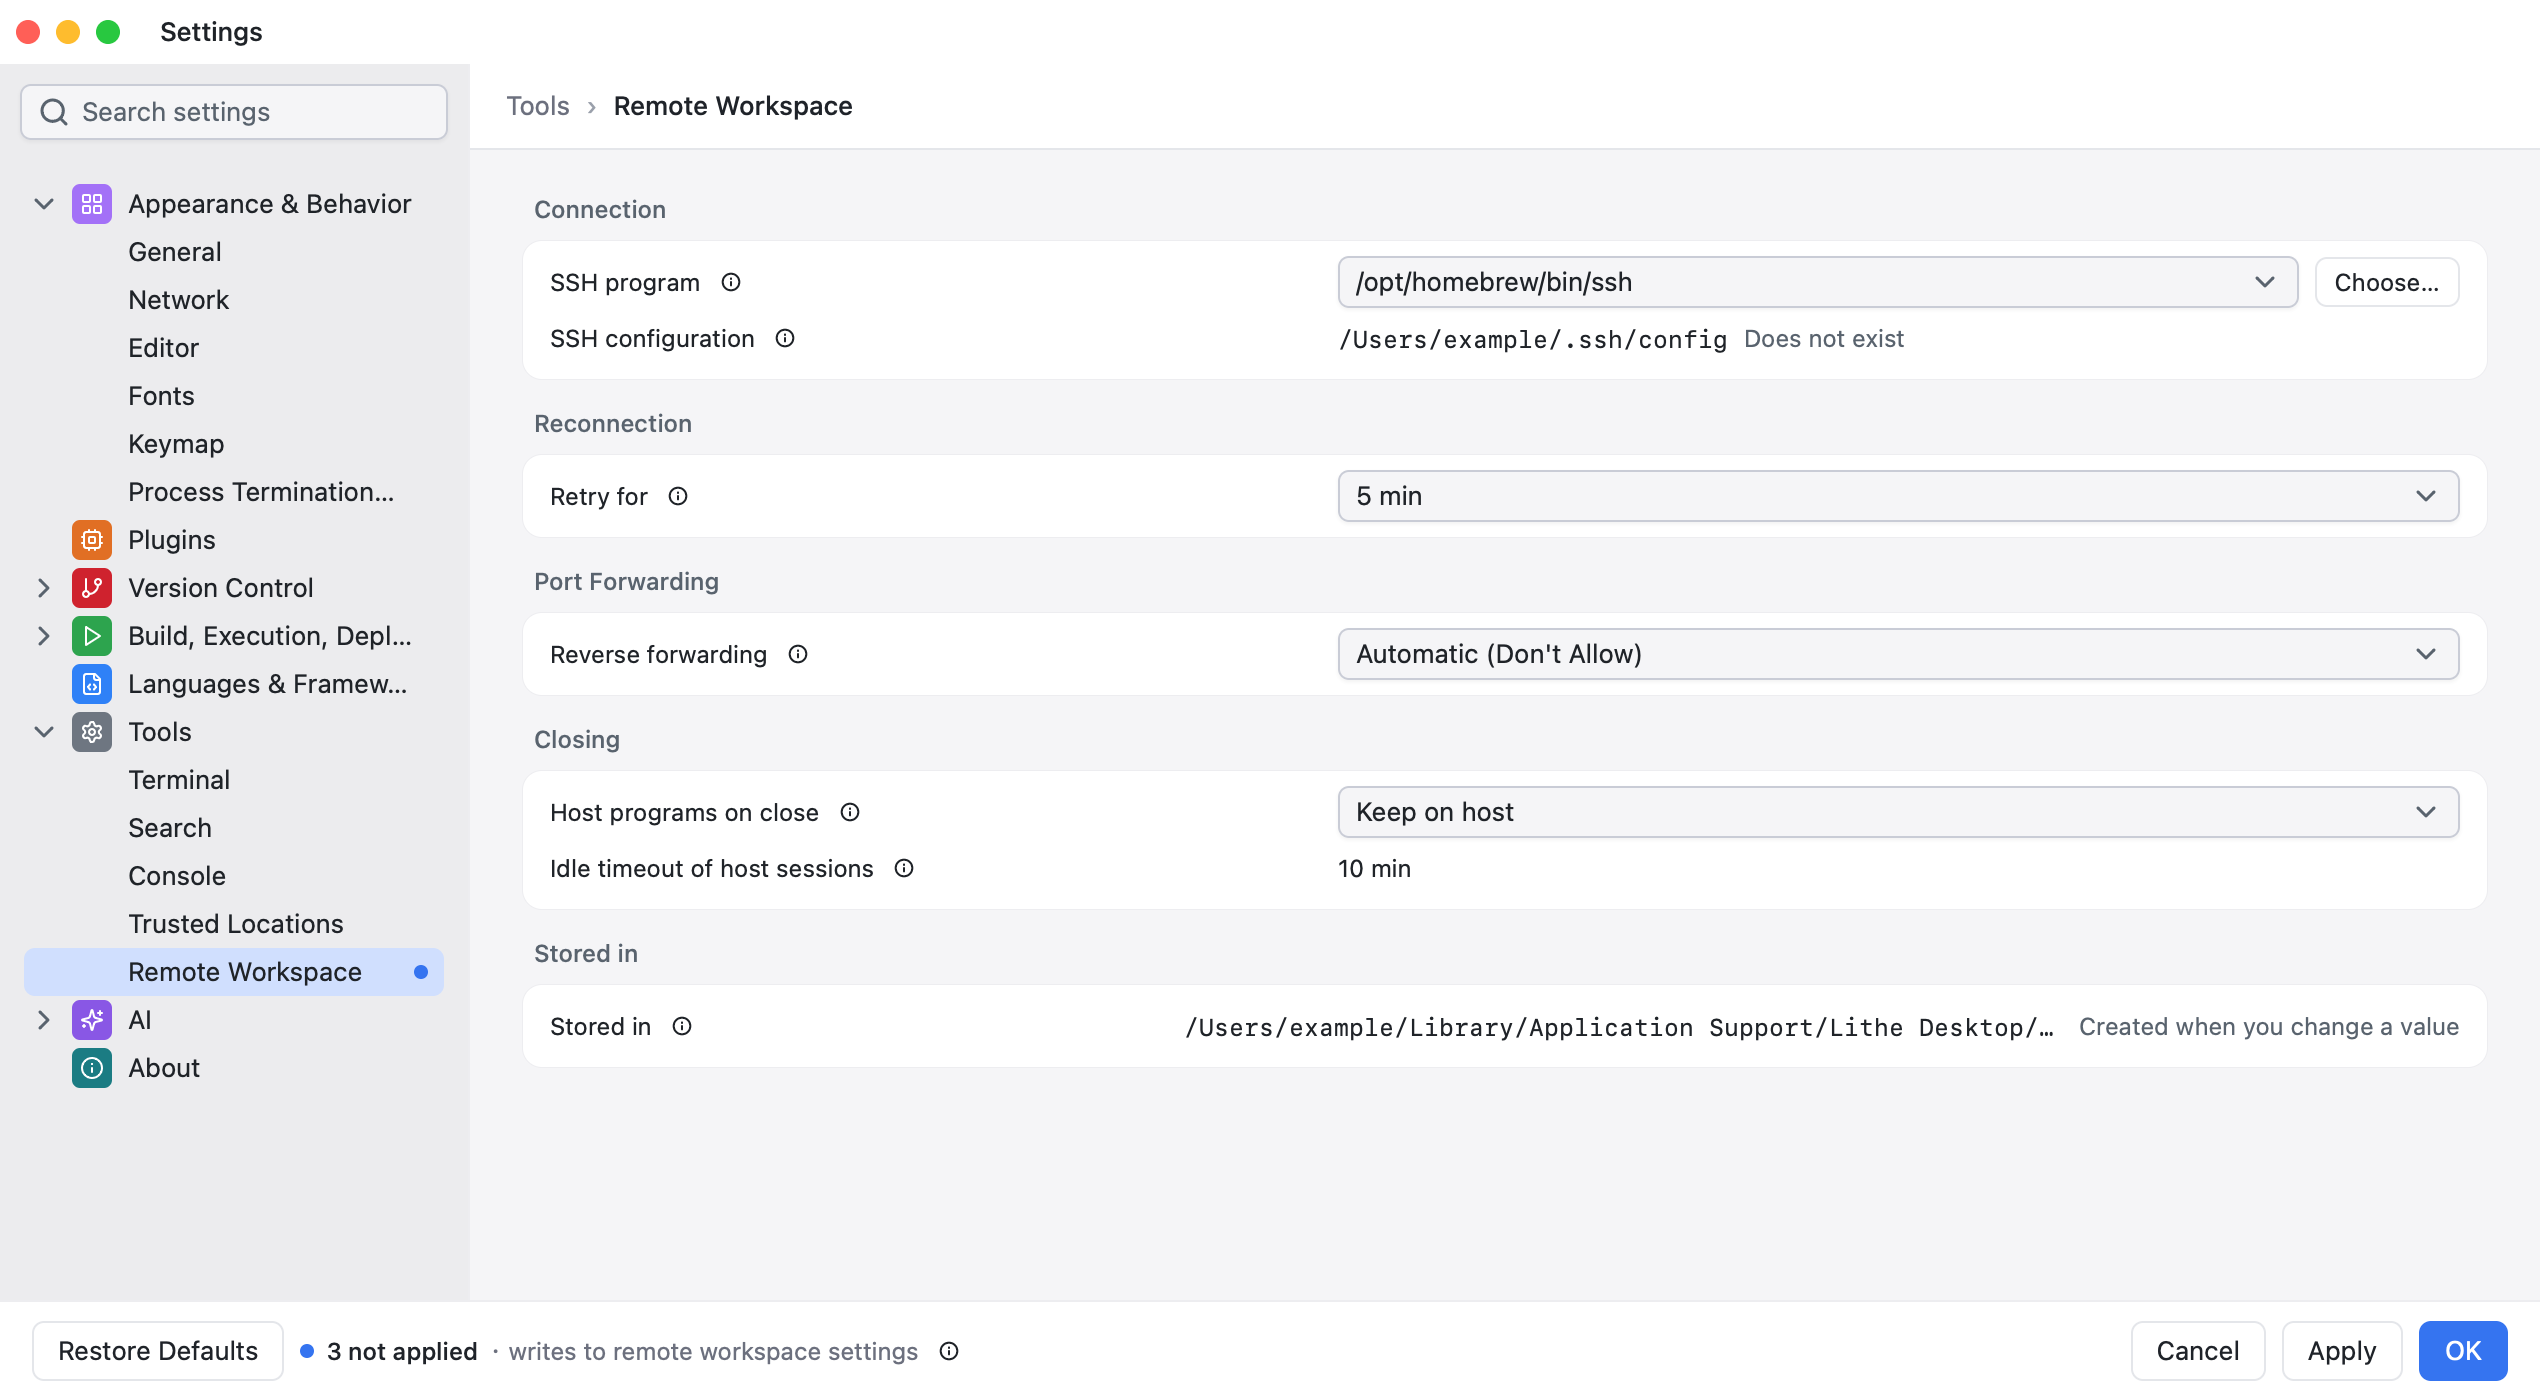 Settings
Search settings
Appearance & Behavior
General
Network
Editor
Fonts
Keymap
Process Termination...
Plugins
Version Control
Build, Execution, Depl...
Languages & Framew...
Tools
Terminal
Search
Console
Trusted Locations
Remote Workspace
AI
About
Tools › Remote Workspace
Connection
SSH program /opt/homebrew/bin/ssh Choose...
SSH configuration /Users/example/.ssh/config Does not exist
Reconnection
Retry for 5 min
Port Forwarding
Reverse forwarding Automatic (Don't Allow)
Closing
Host programs on close Keep on host
Idle timeout of host sessions 10 min
Stored in
Stored in /Users/example/Library/Application Support/Lithe Desktop/… Created when you change a value
Restore Defaults 3 not applied · writes to remote workspace settings Cancel Apply OK